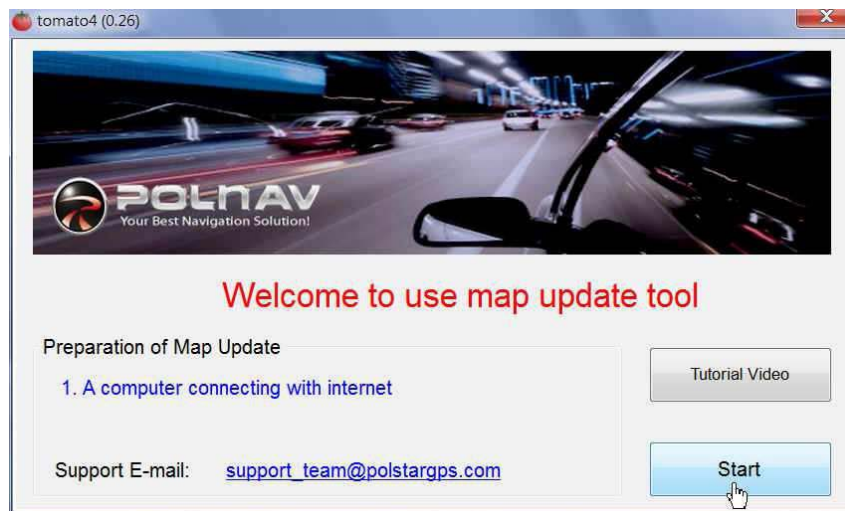 tomato4 (0.26)
POLNAV
Your Best Navigation Solution!
Welcome to use map update tool
Preparation of Map Update
1. A computer connecting with internet
Tutorial Video
Support E-mail: support_team@polstargps.com
Start